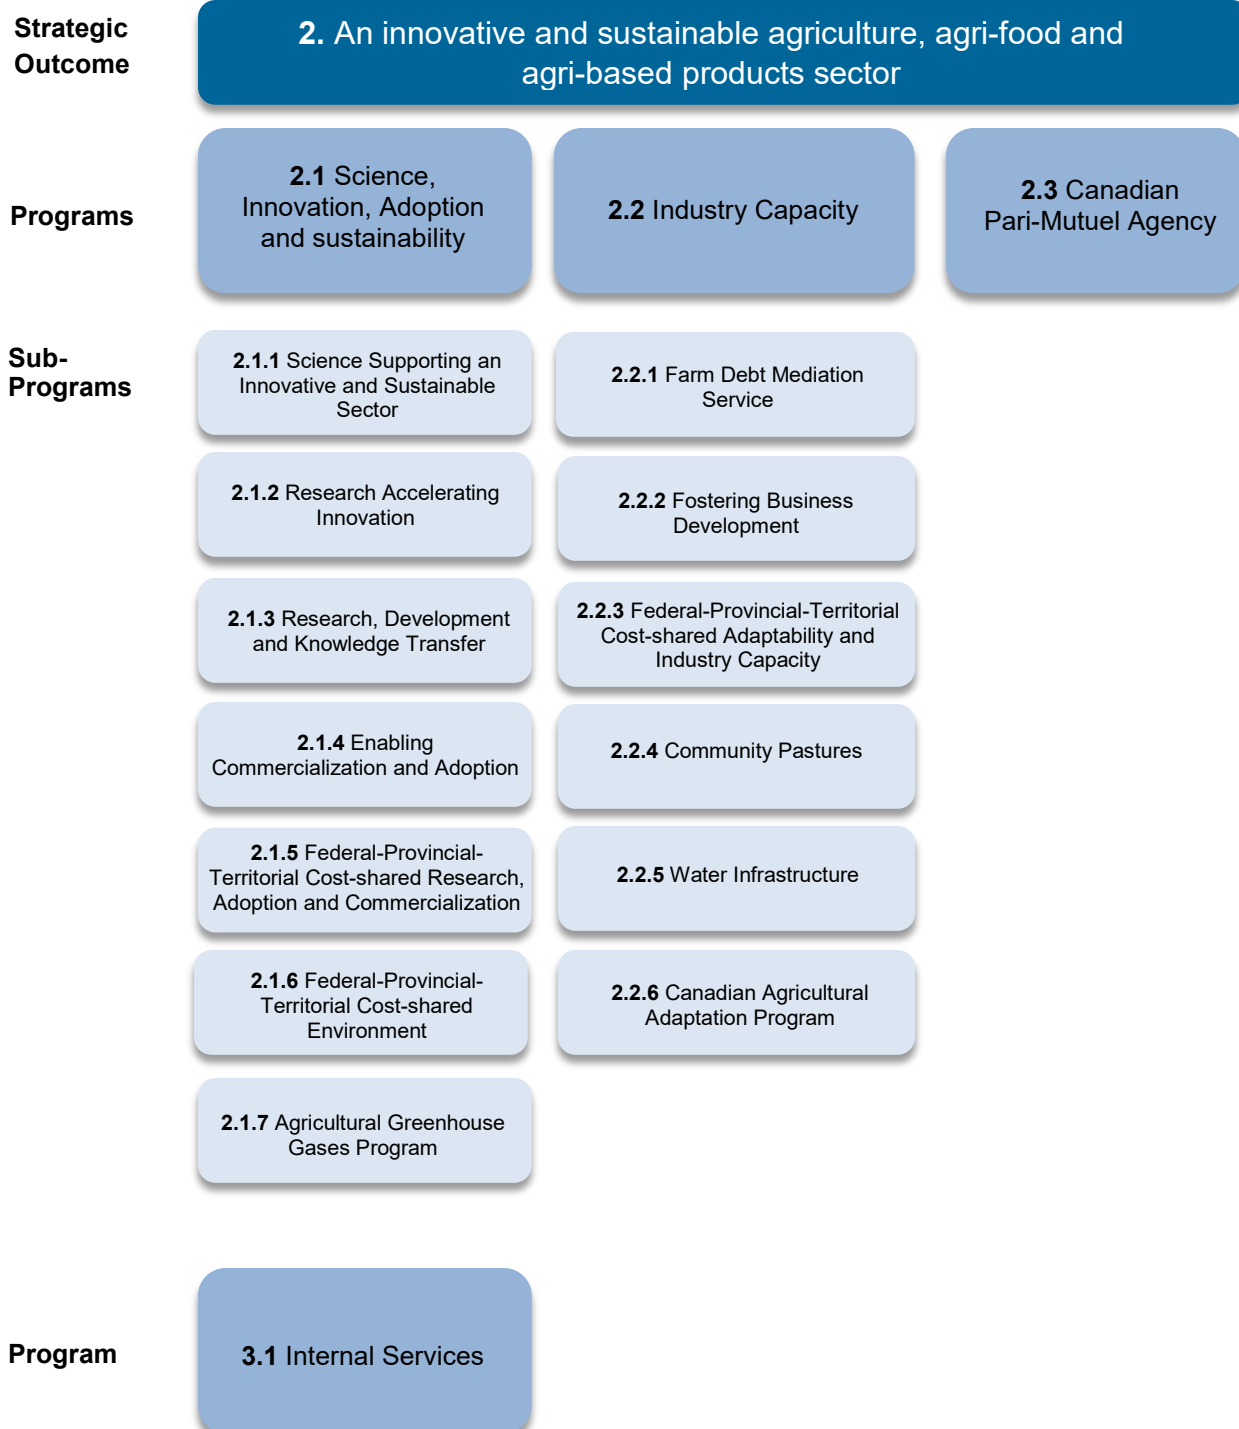 Strategic
Outcome
2. An innovative and sustainable agriculture, agri-food and
agri-based products sector
Programs
2.1 Science,
Innovation, Adoption
and sustainability
2.2 Industry Capacity
2.3 Canadian
Pari-Mutuel Agency
Sub-
Programs
2.1.1 Science Supporting an
Innovative and Sustainable
Sector
2.1.2 Research Accelerating
Innovation
2.1.3 Research, Development
and Knowledge Transfer
2.1.4 Enabling
Commercialization and Adoption
2.1.5 Federal-Provincial-
Territorial Cost-shared Research,
Adoption and Commercialization
2.1.6 Federal-Provincial-
Territorial Cost-shared
Environment
2.1.7 Agricultural Greenhouse
Gases Program
2.2.1 Farm Debt Mediation
Service
2.2.2 Fostering Business
Development
2.2.3 Federal-Provincial-Territorial
Cost-shared Adaptability and
Industry Capacity
2.2.4 Community Pastures
2.2.5 Water Infrastructure
2.2.6 Canadian Agricultural
Adaptation Program
Program
3.1 Internal Services